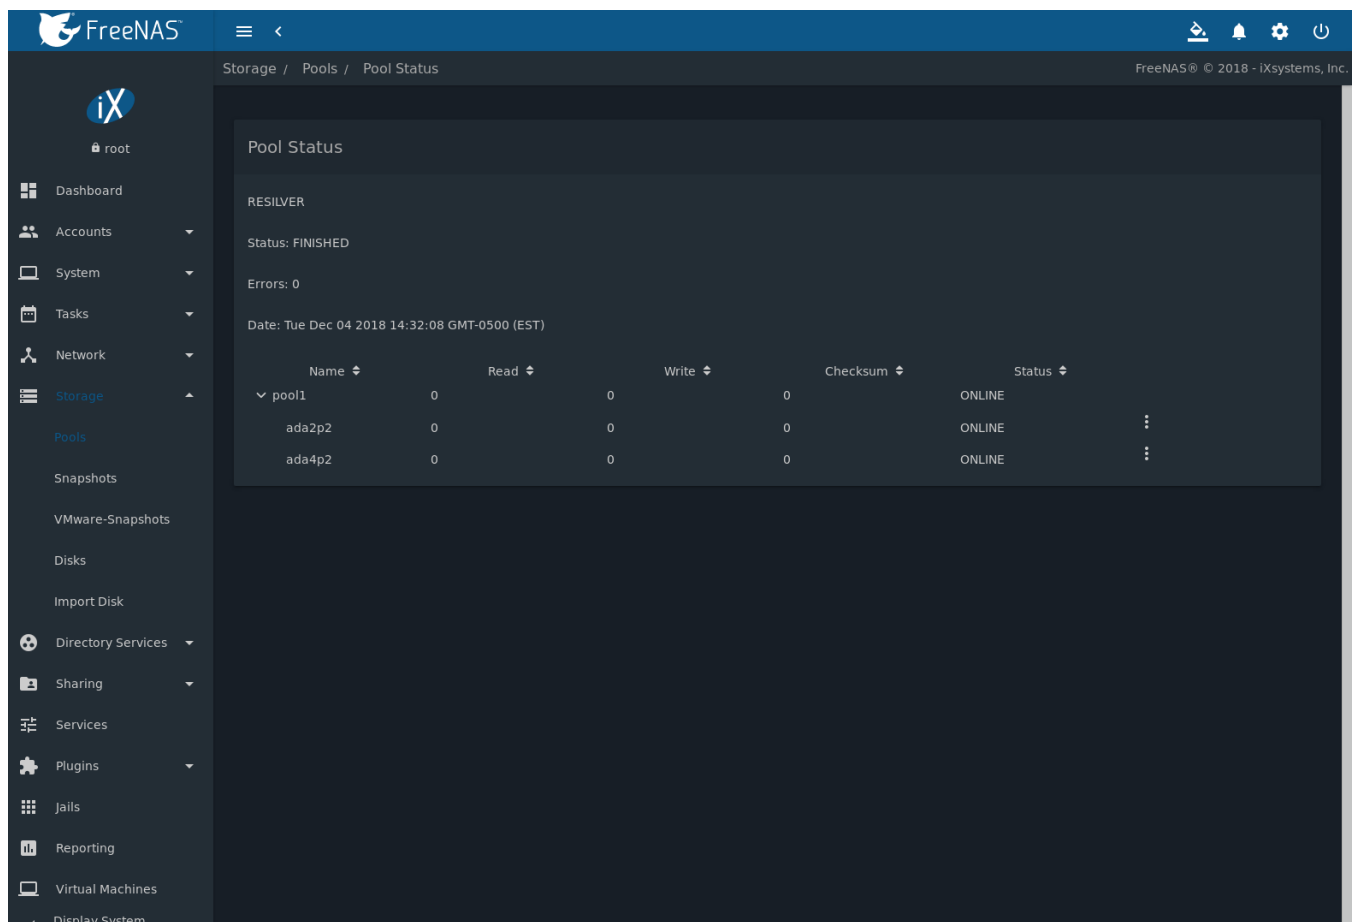 FreeNAS™
Storage / Pools / Pool Status
FreeNAS® © 2018 - iXsystems, Inc.
iX
root
Dashboard
Accounts
System
Tasks
Network
Storage
Pools
Snapshots
VMware-Snapshots
Disks
Import Disk
Directory Services
Sharing
Services
Plugins
Jails
Reporting
Virtual Machines
Display System
Pool Status
RESILVER
Status: FINISHED
Errors: 0
Date: Tue Dec 04 2018 14:32:08 GMT-0500 (EST)
Name Read Write Checksum Status
pool1 0 0 0 ONLINE
ada2p2 0 0 0 ONLINE
ada4p2 0 0 0 ONLINE